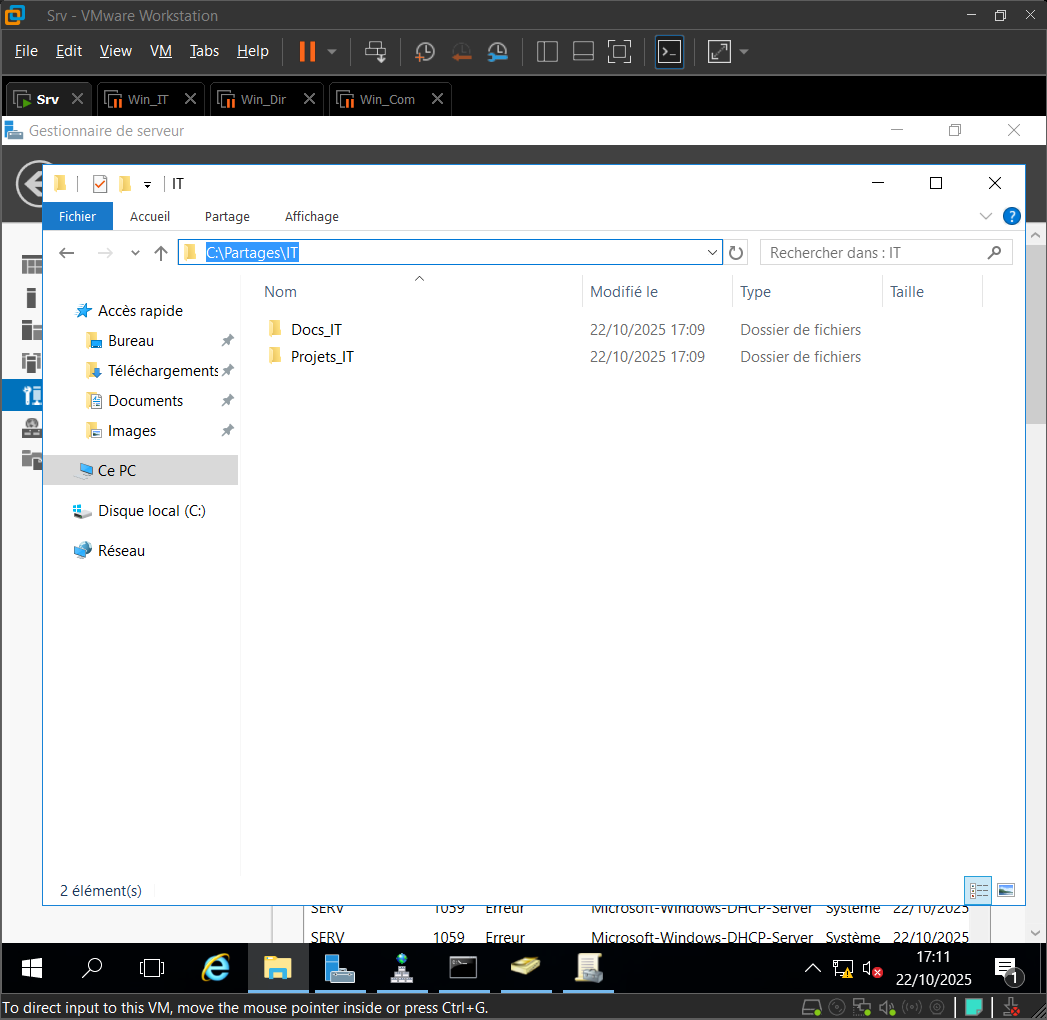 Srv - VMware Workstation
File Edit View VM Tabs Help
Srv Win_IT Win_Dir Win_Com
Gestionnaire de serveur
IT
Fichier Accueil Partage Affichage
C:\Partages\IT Rechercher dans : IT
Nom Modifié le Type Taille
Accès rapide
Bureau
Téléchargements
Documents
Images
Ce PC
Disque local (C:)
Réseau
Docs_IT 22/10/2025 17:09 Dossier de fichiers
Projets_IT 22/10/2025 17:09 Dossier de fichiers
2 élément(s)
SERV 1059 Erreur Microsoft-Windows-DHCP-Server Système 22/10/2025
SERV 1059 Erreur Microsoft-Windows-DHCP-Server Système 22/10/2025
17:11
22/10/2025
1
To direct input to this VM, move the mouse pointer inside or press Ctrl+G.